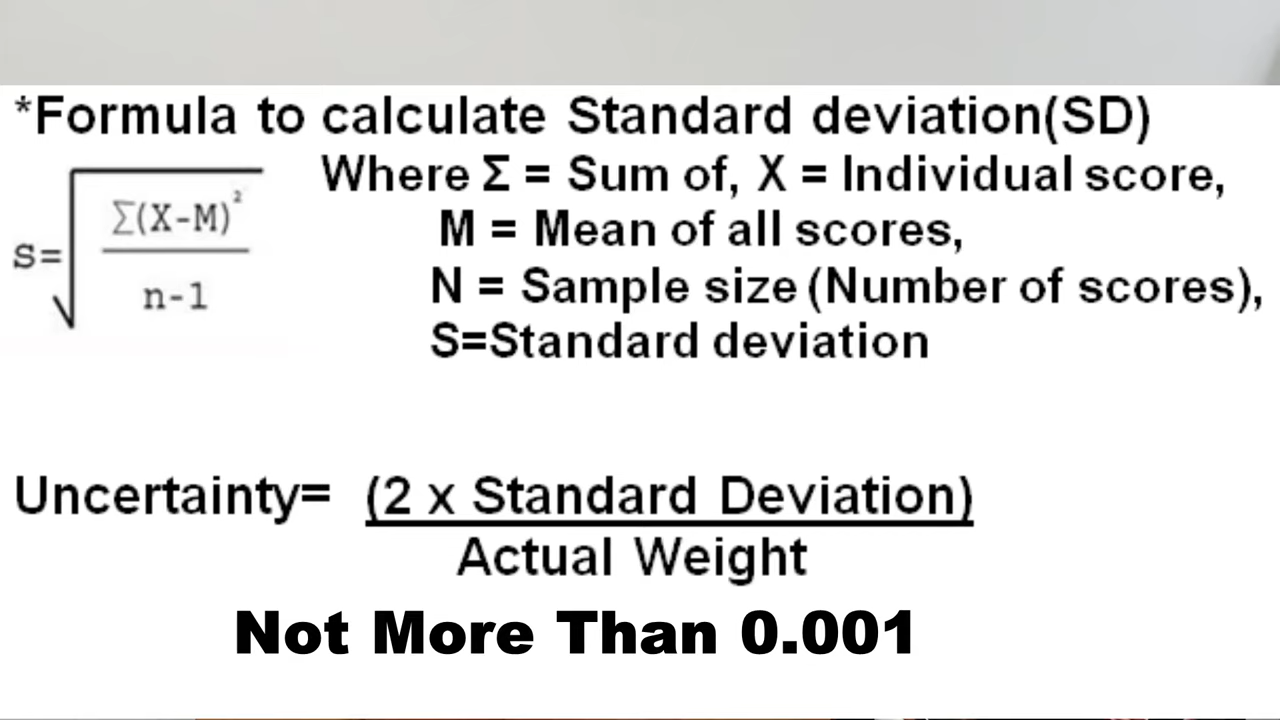 *Formula to calculate Standard deviation(SD)
Where Σ = Sum of, X = Individual score,
M = Mean of all scores,
N = Sample size (Number of scores),
S=Standard deviation
s=√
Σ(X-M)²
n-1
Uncertainty= (2 x Standard Deviation)
Actual Weight
Not More Than 0.001